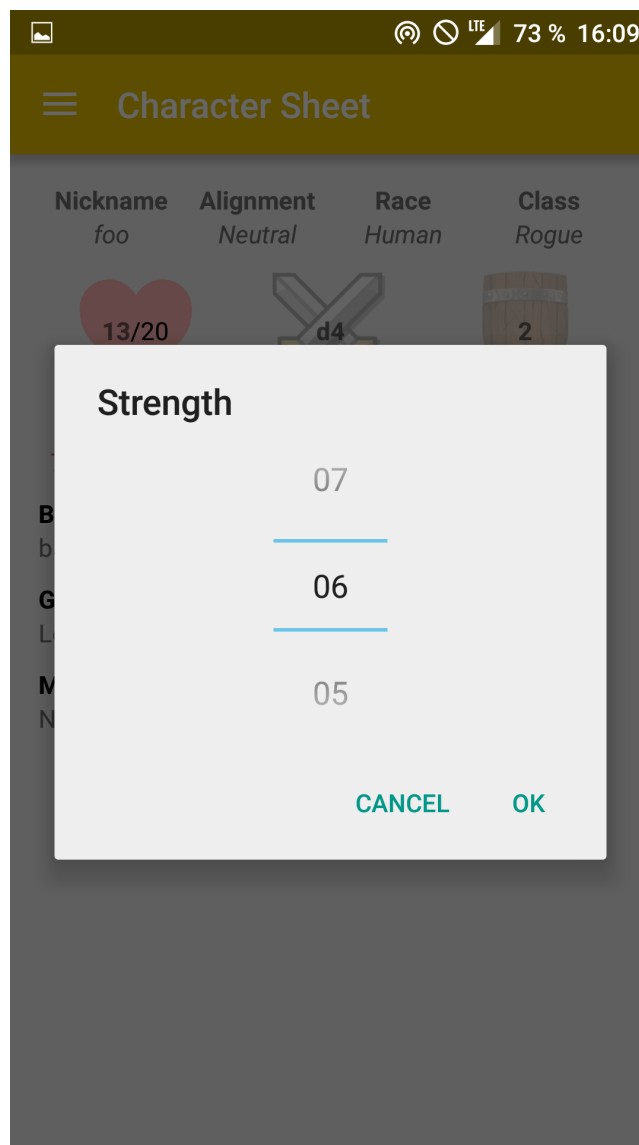 LTE 73 % 16:09
Character Sheet
Nickname Alignment Race Class
foo Neutral Human Rogue
13/20 d4 2
Strength
07
06
05
CANCEL OK